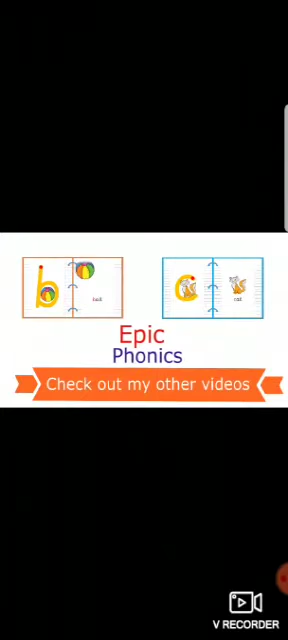 b
ball
c
cat
Epic
Phonics
Check out my other videos
V RECORDER